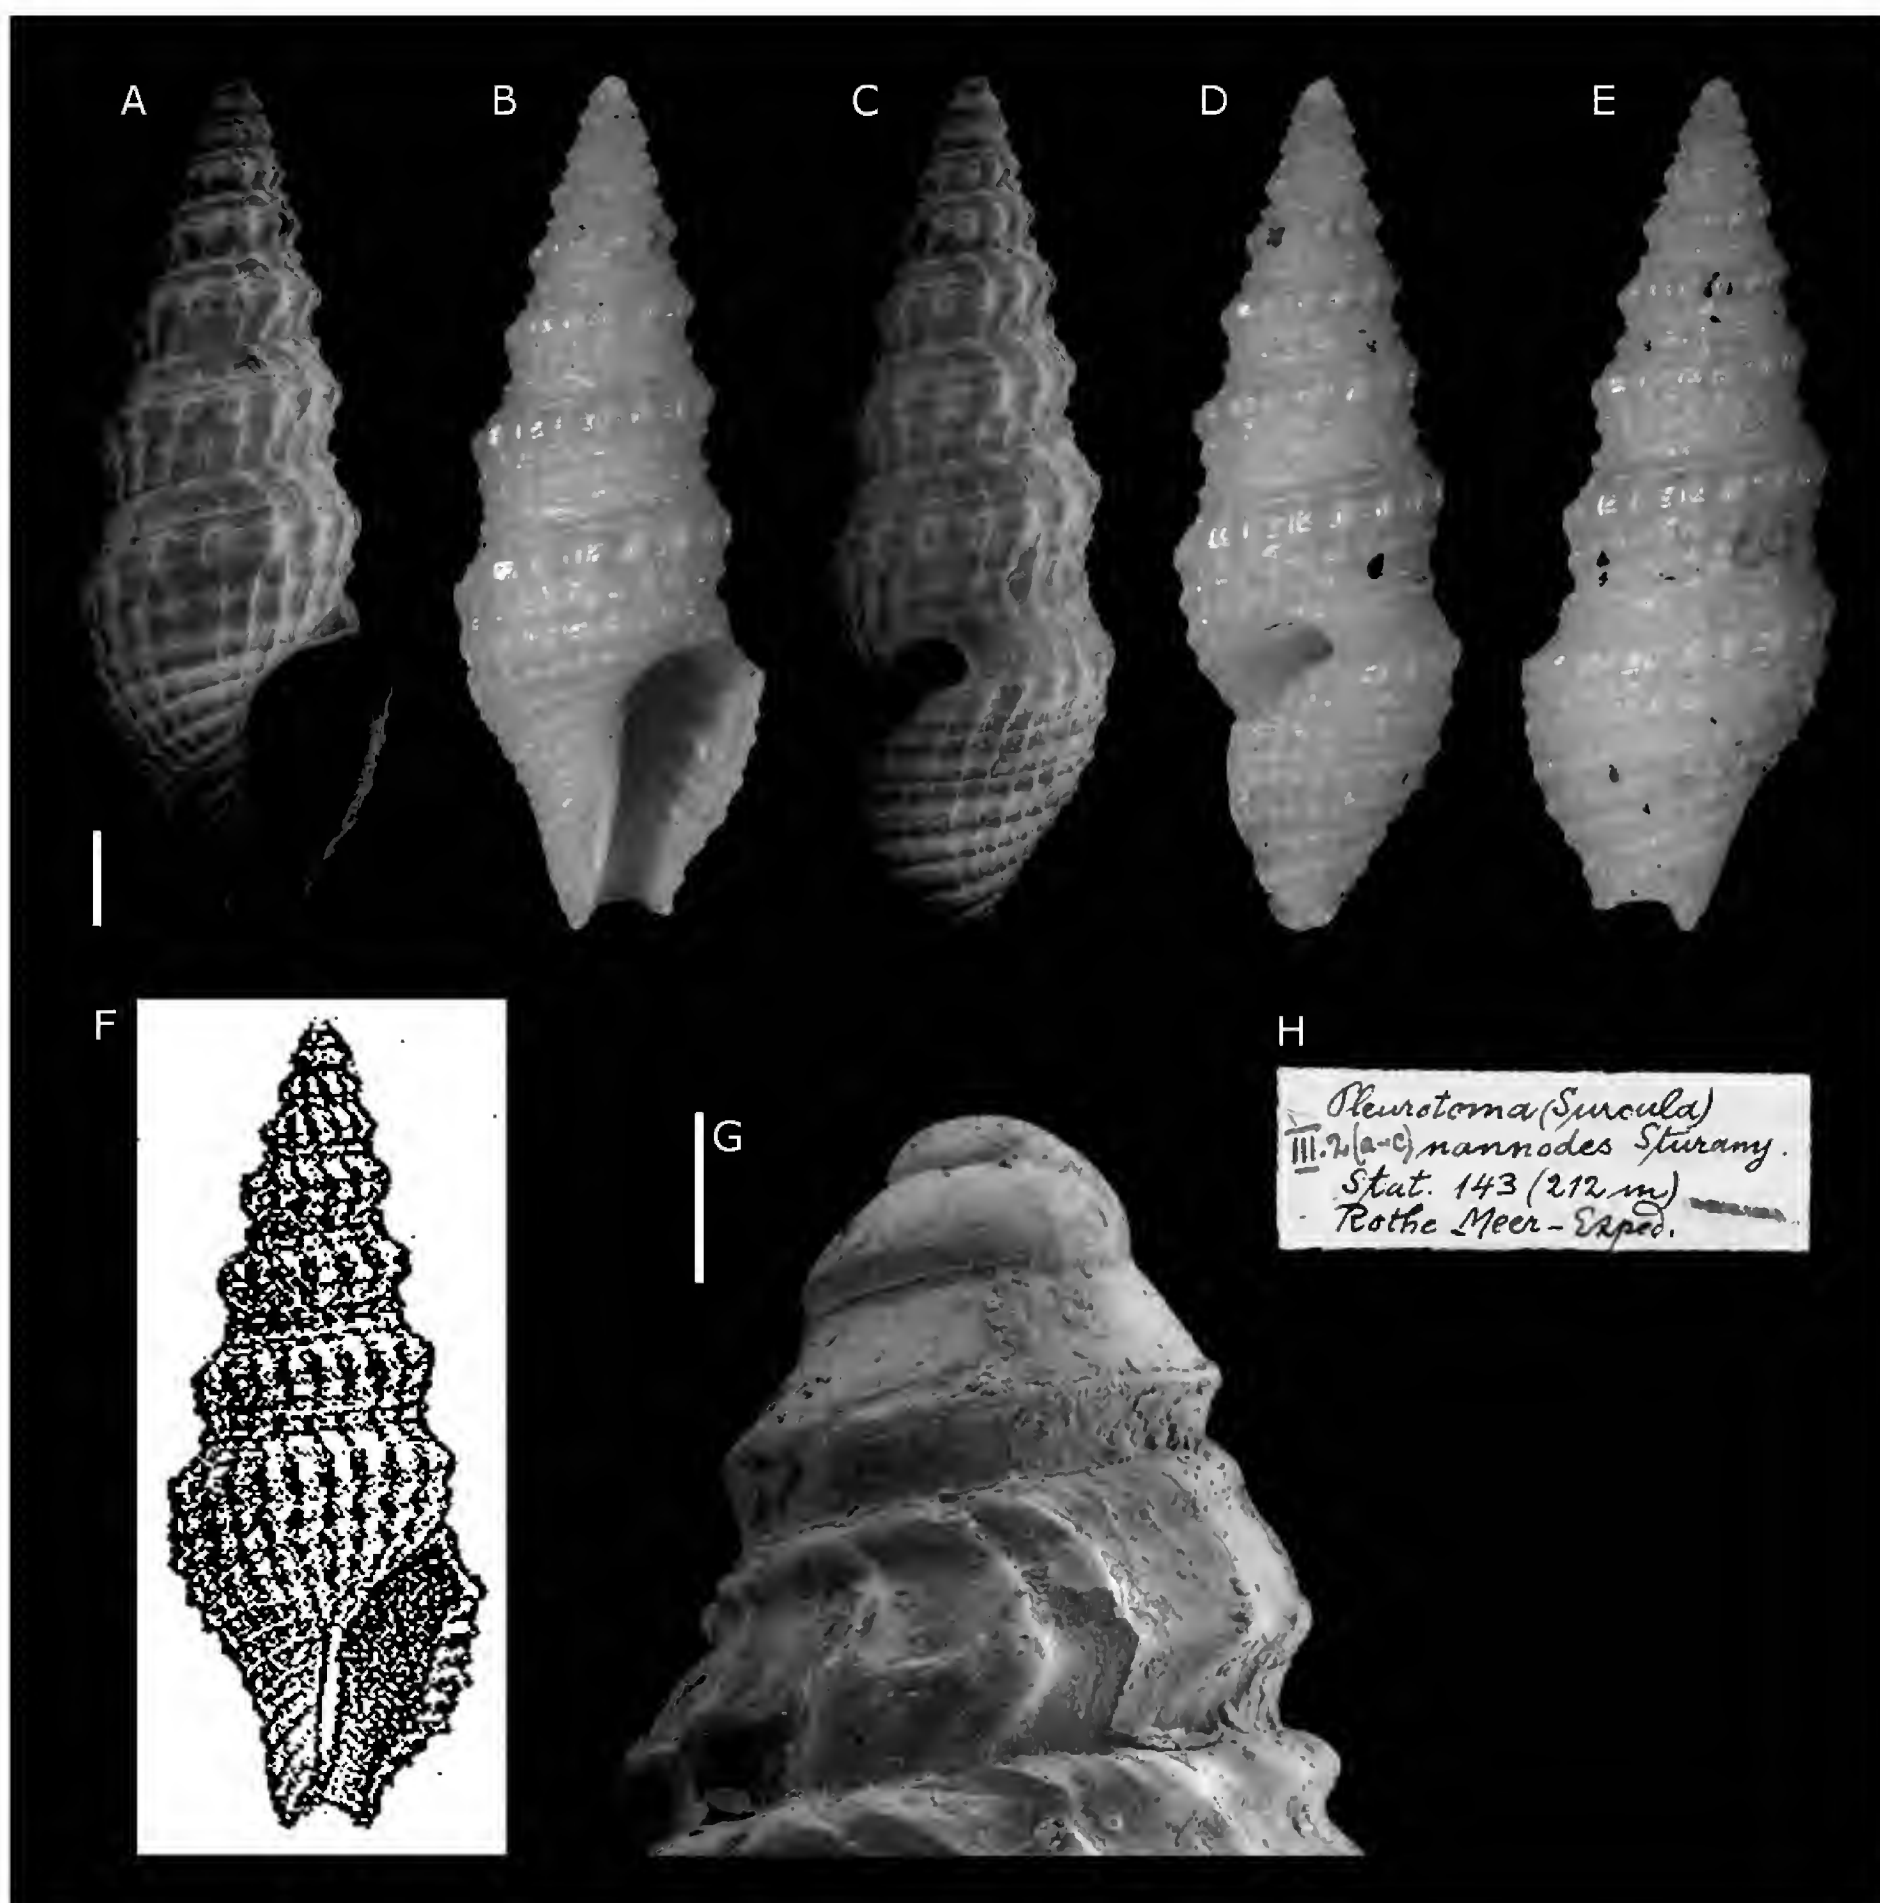 A
B
C
D
E
F
G
H
Pleurotoma (Surcula)
III.2(a-c) nannodes Sturany.
Stat. 143 (212 m)
Rothe Meer-Exped.